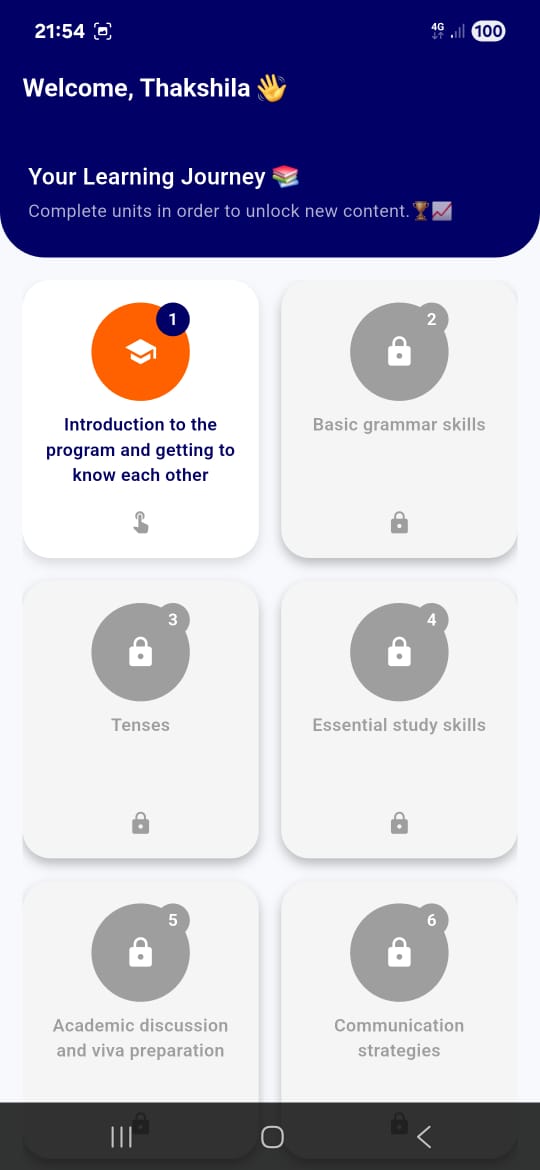 21:54 4G 100
Welcome, Thakshila 👋
Your Learning Journey 📚
Complete units in order to unlock new content.🏆📈
1
Introduction to the
program and getting to
know each other
2
Basic grammar skills
3
Tenses
4
Essential study skills
5
Academic discussion
and viva preparation
6
Communication
strategies